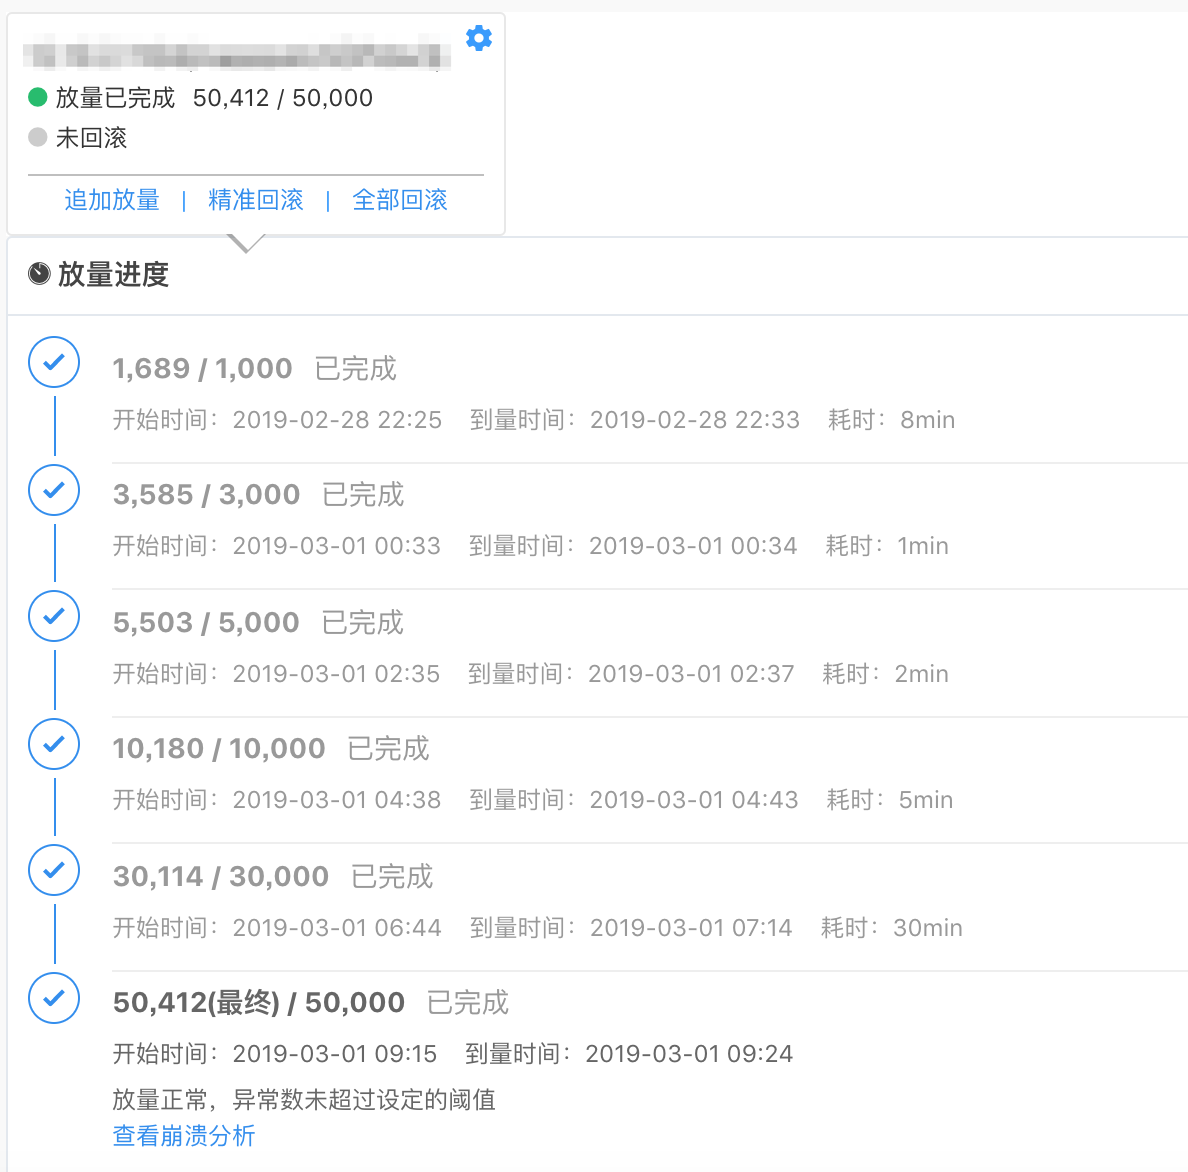 放量已完成 50,412 / 50,000
未回滚
追加放量 | 精准回滚 | 全部回滚
放量进度
1,689 / 1,000 已完成
开始时间：2019-02-28 22:25 到量时间：2019-02-28 22:33 耗时：8min
3,585 / 3,000 已完成
开始时间：2019-03-01 00:33 到量时间：2019-03-01 00:34 耗时：1min
5,503 / 5,000 已完成
开始时间：2019-03-01 02:35 到量时间：2019-03-01 02:37 耗时：2min
10,180 / 10,000 已完成
开始时间：2019-03-01 04:38 到量时间：2019-03-01 04:43 耗时：5min
30,114 / 30,000 已完成
开始时间：2019-03-01 06:44 到量时间：2019-03-01 07:14 耗时：30min
50,412(最终) / 50,000 已完成
开始时间：2019-03-01 09:15 到量时间：2019-03-01 09:24
放量正常，异常数未超过设定的阈值
查看崩溃分析